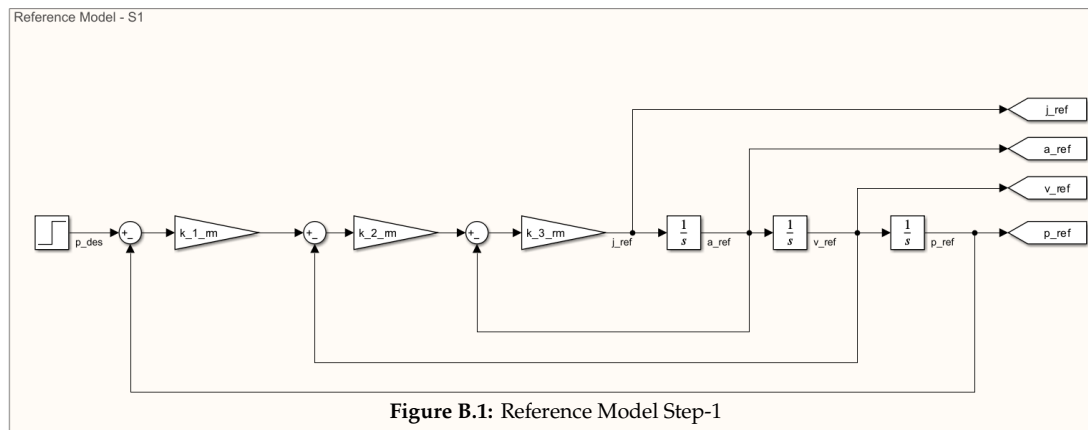 Reference Model - S1
j_ref
a_ref
v_ref
p_des
+
-
k_1_rm
+
-
k_2_rm
+
-
k_3_rm
j_ref
1
s
a_ref
1
s
v_ref
1
s
p_ref
p_ref
Figure B.1: Reference Model Step-1